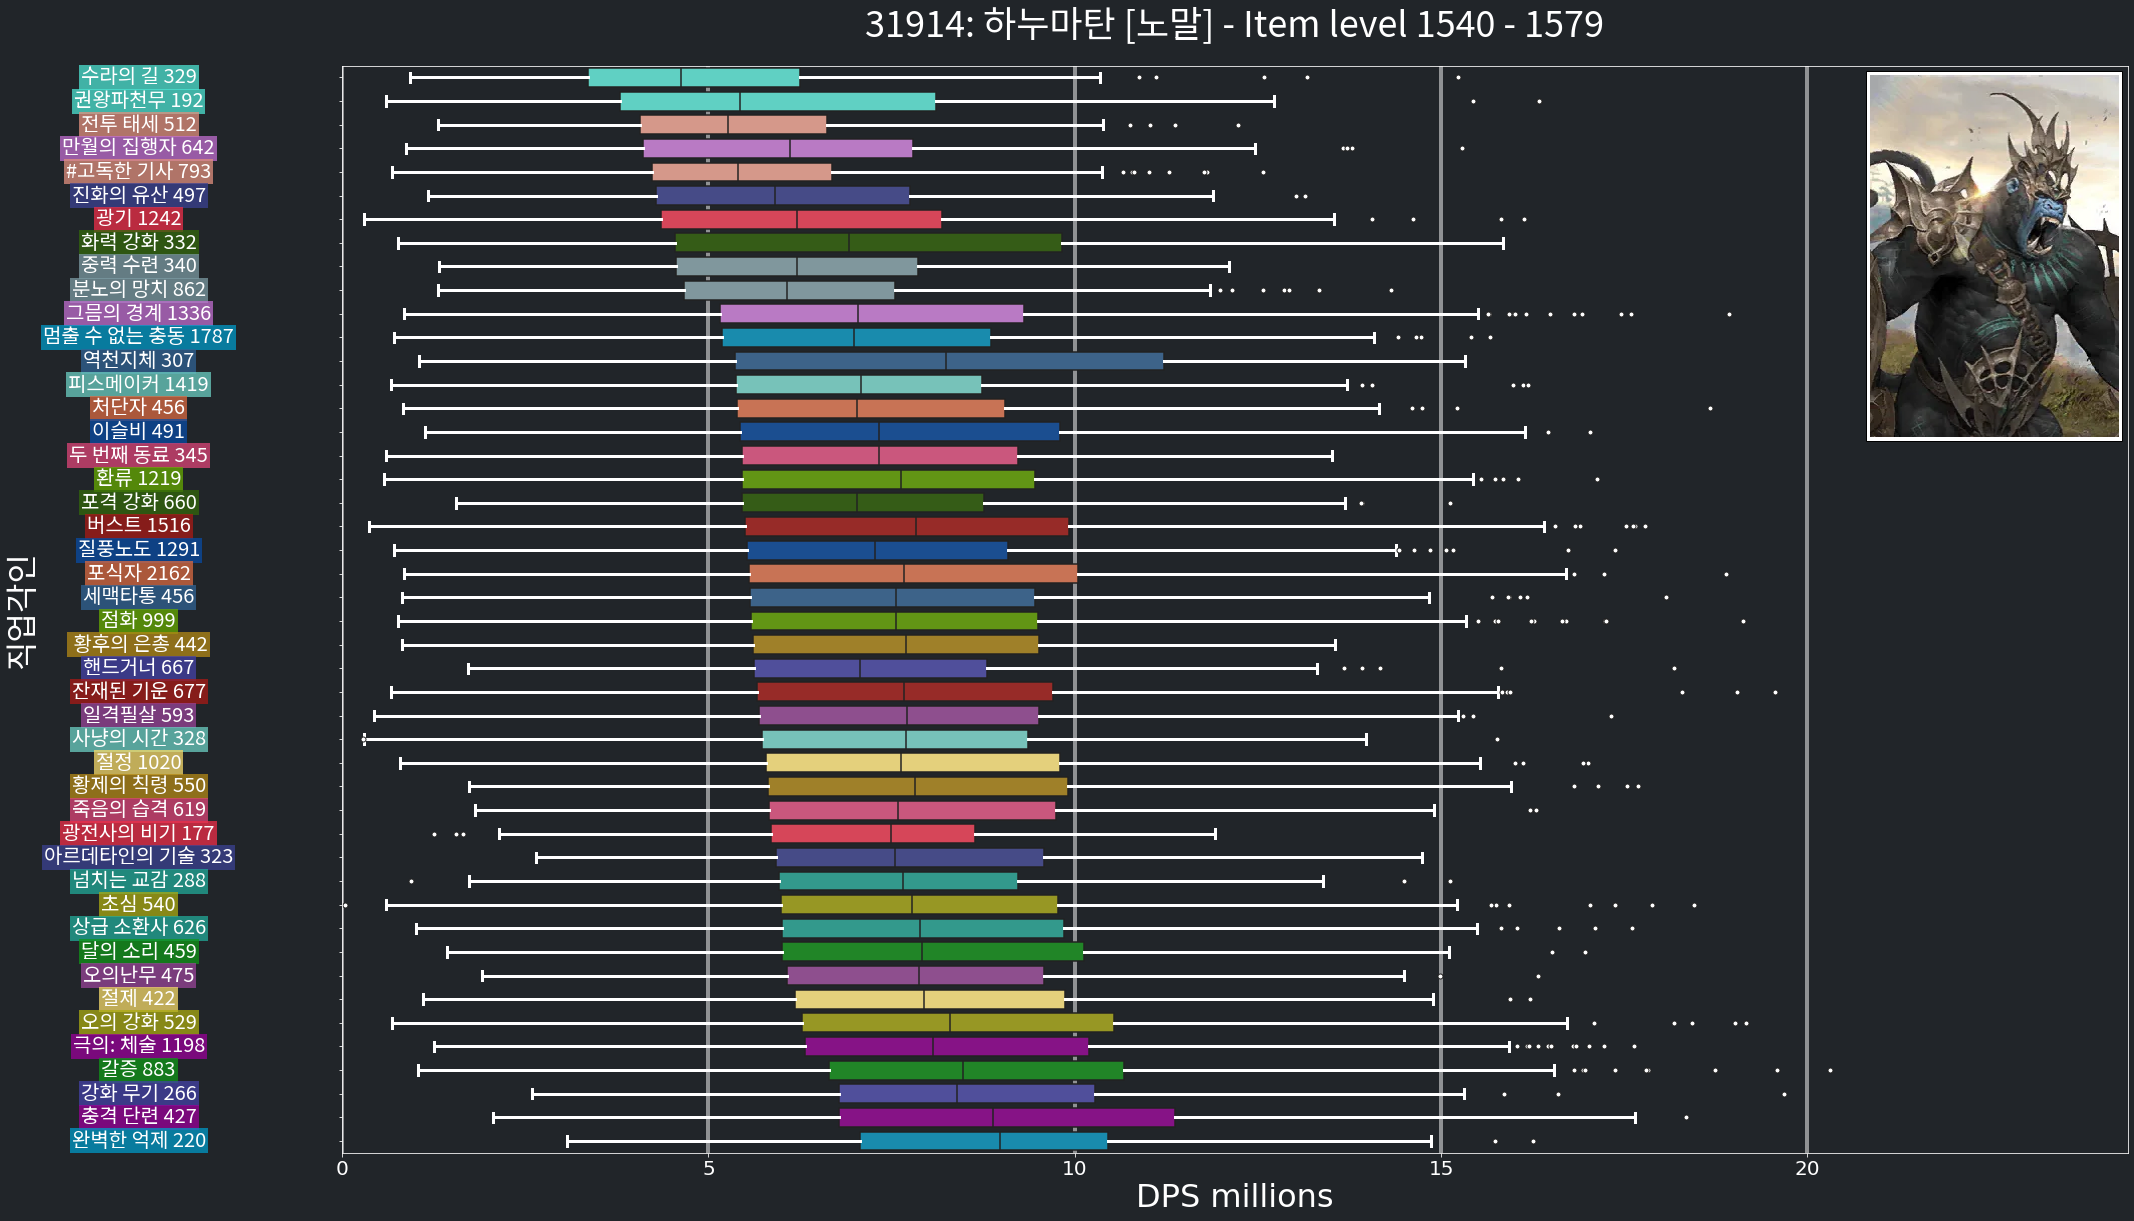 31914: 하누마탄 [노말] - Item level 1540 - 1579
수라의 길 329
권왕파천무 192
전투 태세 512
만월의 집행자 642
#고독한 기사 793
진화의 유산 497
광기 1242
화력 강화 332
중력 수련 340
분노의 망치 862
그믐의 경계 1336
멈출 수 없는 충동 1787
역천지체 307
피스메이커 1419
처단자 456
이슬비 491
두 번째 동료 345
환류 1219
포격 강화 660
버스트 1516
질풍노도 1291
포식자 2162
세맥타통 456
점화 999
황후의 은총 442
핸드거너 667
잔재된 기운 677
일격필살 593
사냥의 시간 328
절정 1020
황제의 칙령 550
죽음의 습격 619
광전사의 비기 177
아르데타인의 기술 323
넘치는 교감 288
초심 540
상급 소환사 626
달의 소리 459
오의난무 475
절제 422
오의 강화 529
극의: 체술 1198
갈증 883
강화 무기 266
충격 단련 427
완벽한 억제 220
직업각인
0 5 10 15 20
DPS millions